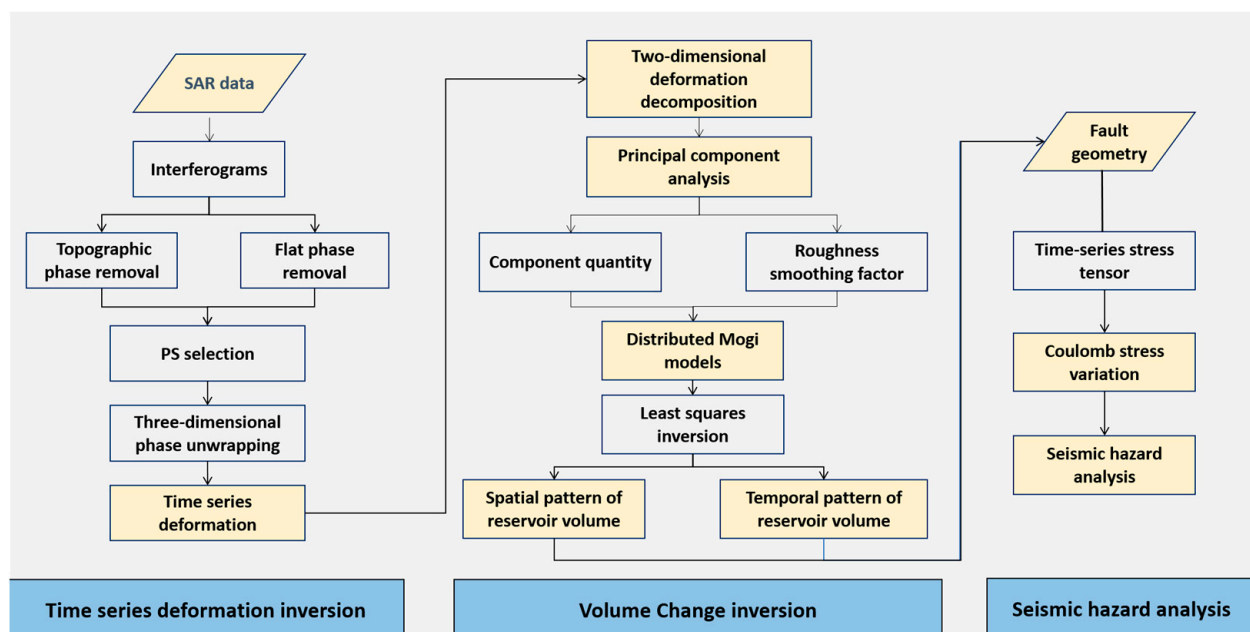 SAR data
Interferograms
Topographic
phase removal
Flat phase
removal
PS selection
Three-dimensional
phase unwrapping
Time series
deformation
Time series deformation inversion
Two-dimensional
deformation
decomposition
Principal component
analysis
Component quantity
Roughness
smoothing factor
Distributed Mogi
models
Least squares
inversion
Spatial pattern of
reservoir volume
Temporal pattern of
reservoir volume
Volume Change inversion
Fault
geometry
Time-series stress
tensor
Coulomb stress
variation
Seismic hazard
analysis
Seismic hazard analysis